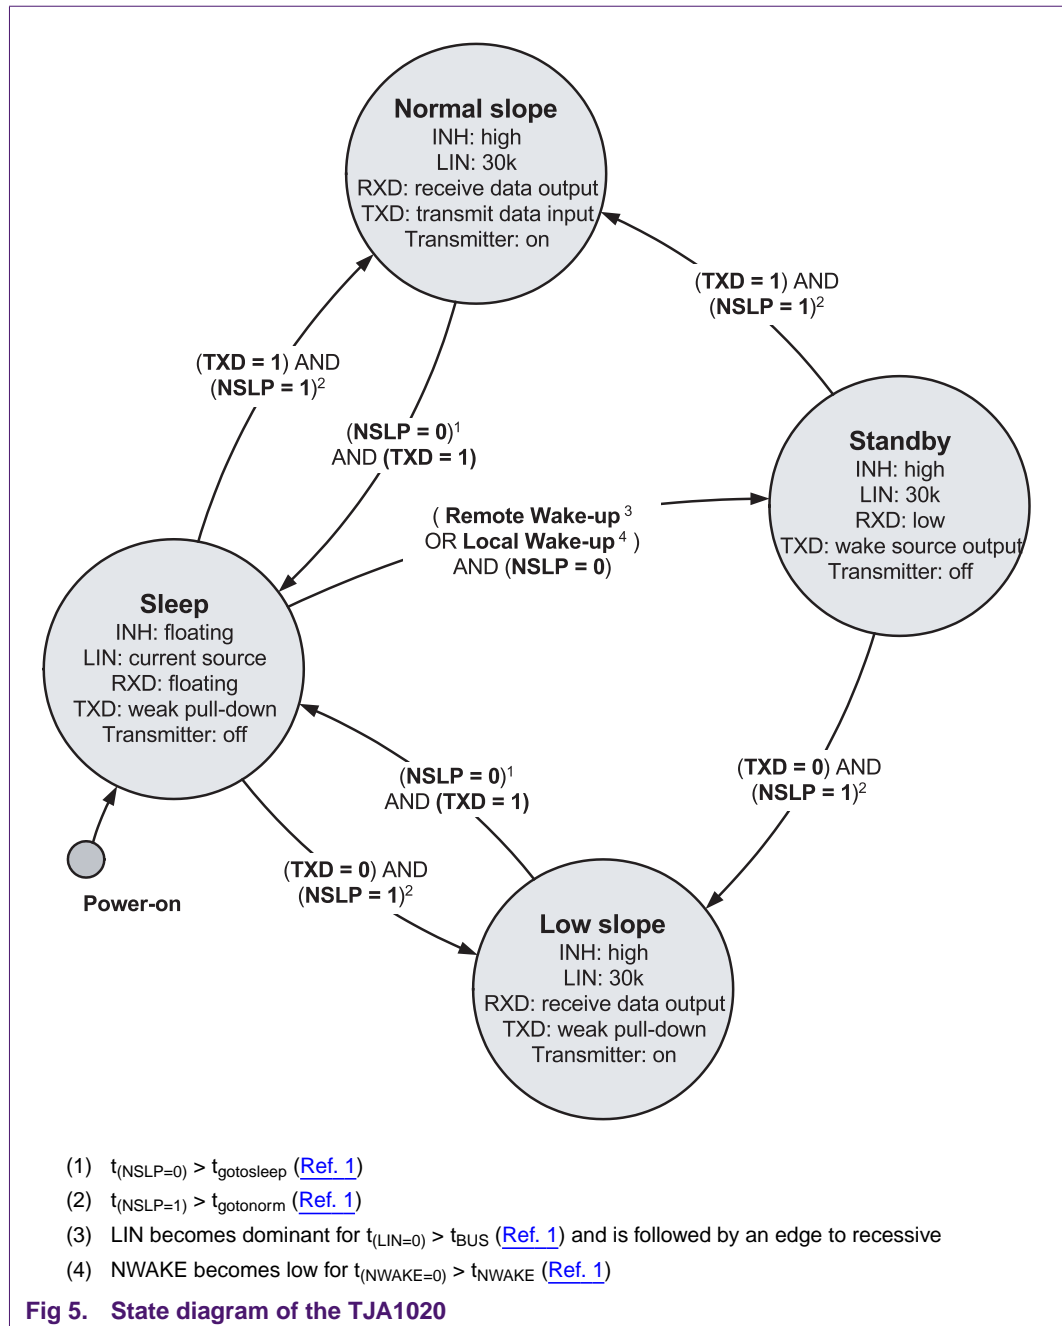 Normal slope
INH: high
LIN: 30k
RXD: receive data output
TXD: transmit data input
Transmitter: on
(TXD = 1) AND
(NSLP = 1)2
(TXD = 1) AND
(NSLP = 1)2
(NSLP = 0)1
AND (TXD = 1)
Standby
INH: high
LIN: 30k
RXD: low
TXD: wake source output
Transmitter: off
( Remote Wake-up 3
OR Local Wake-up 4 )
AND (NSLP = 0)
Sleep
INH: floating
LIN: current source
RXD: floating
TXD: weak pull-down
Transmitter: off
(NSLP = 0)1
AND (TXD = 1)
(TXD = 0) AND
(NSLP = 1)2
(TXD = 0) AND
(NSLP = 1)2
Power-on
Low slope
INH: high
LIN: 30k
RXD: receive data output
TXD: weak pull-down
Transmitter: on
(1) t(NSLP=0) > tgotosleep (Ref. 1)
(2) t(NSLP=1) > tgotonorm (Ref. 1)
(3) LIN becomes dominant for t(LIN=0) > tBUS (Ref. 1) and is followed by an edge to recessive
(4) NWAKE becomes low for t(NWAKE=0) > tNWAKE (Ref. 1)
Fig 5. State diagram of the TJA1020